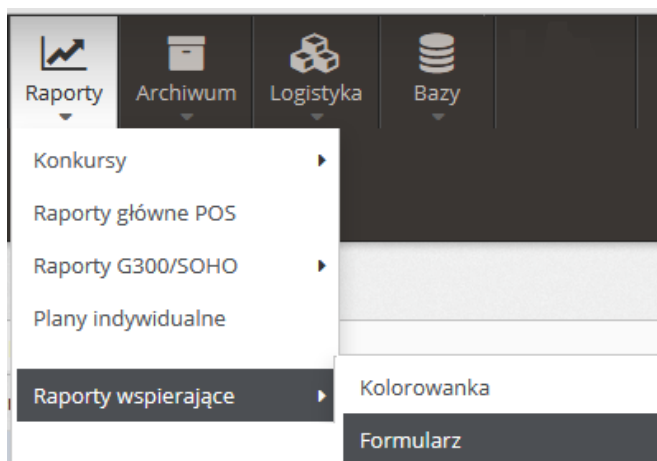 Raporty Archiwum Logistyka Bazy
Konkursy
Raporty główne POS
Raporty G300/SOHO
Plany indywidualne
Raporty wspierające
Kolorowanka
Formularz